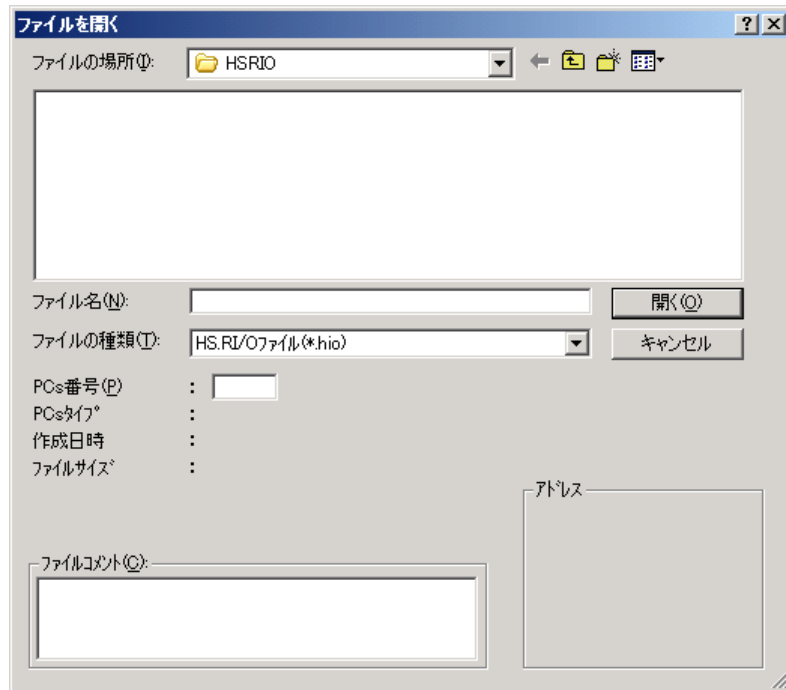 ファイルを開く
ファイルの場所(I):
HSRIO
ファイル名(N):
開く(O)
ファイルの種類(T):
HS.RI/Oファイル(*.hio)
キャンセル
PCs番号(P) :
PCsﾀｲﾌﾟ :
作成日時 :
ﾌｧｲﾙｻｲｽﾞ :
アドレス
ファイルコメント(C):